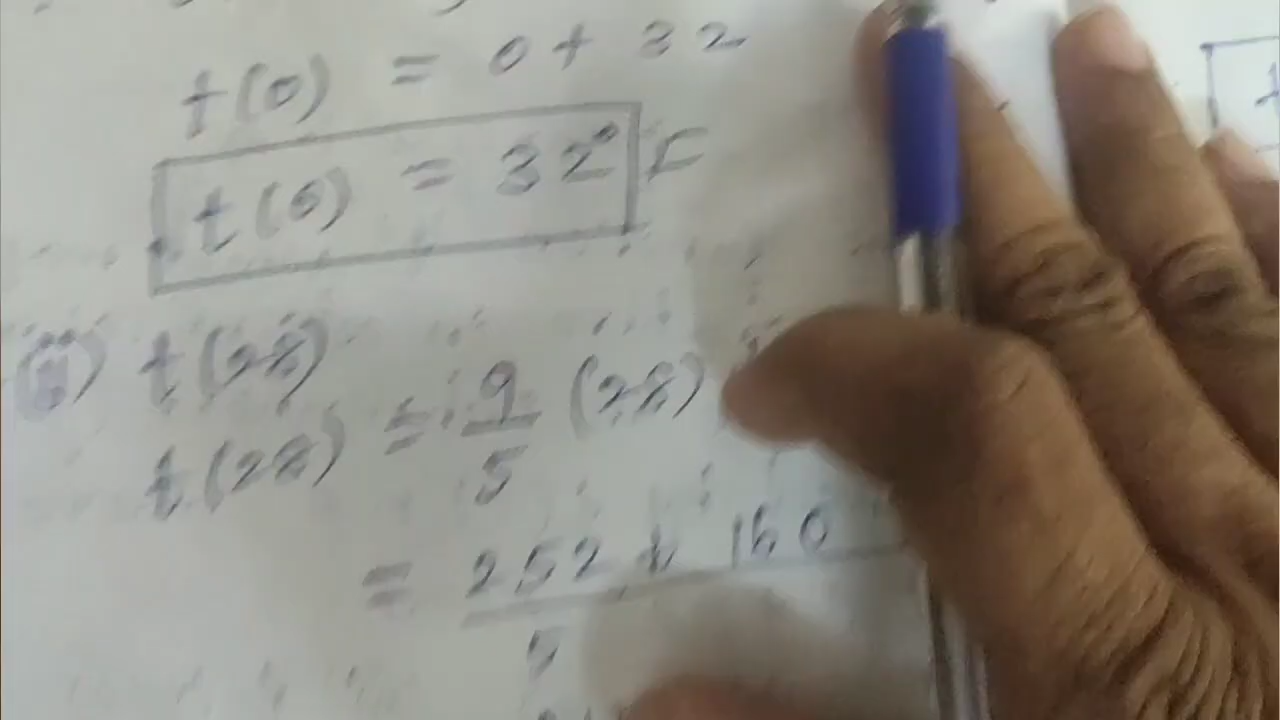 t(0) = 0 + 32
t(0) = 32° F
(ii) t(28)
t(28) = 9/5 (28)
= 252 + 160
5